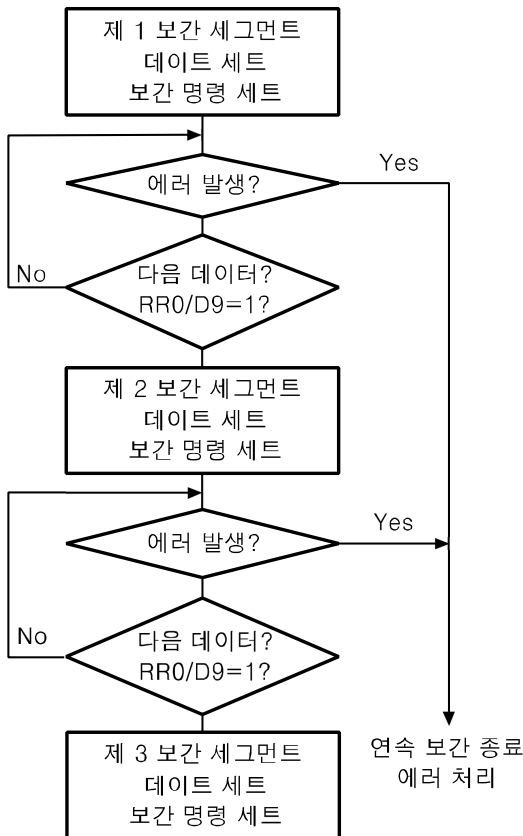 제 1 보간 세그먼트
데이트 세트
보간 명령 세트
에러 발생?
Yes
다음 데이터?
RR0/D9=1?
No
제 2 보간 세그먼트
데이트 세트
보간 명령 세트
에러 발생?
Yes
다음 데이터?
RR0/D9=1?
No
제 3 보간 세그먼트
데이트 세트
보간 명령 세트
연속 보간 종료
에러 처리